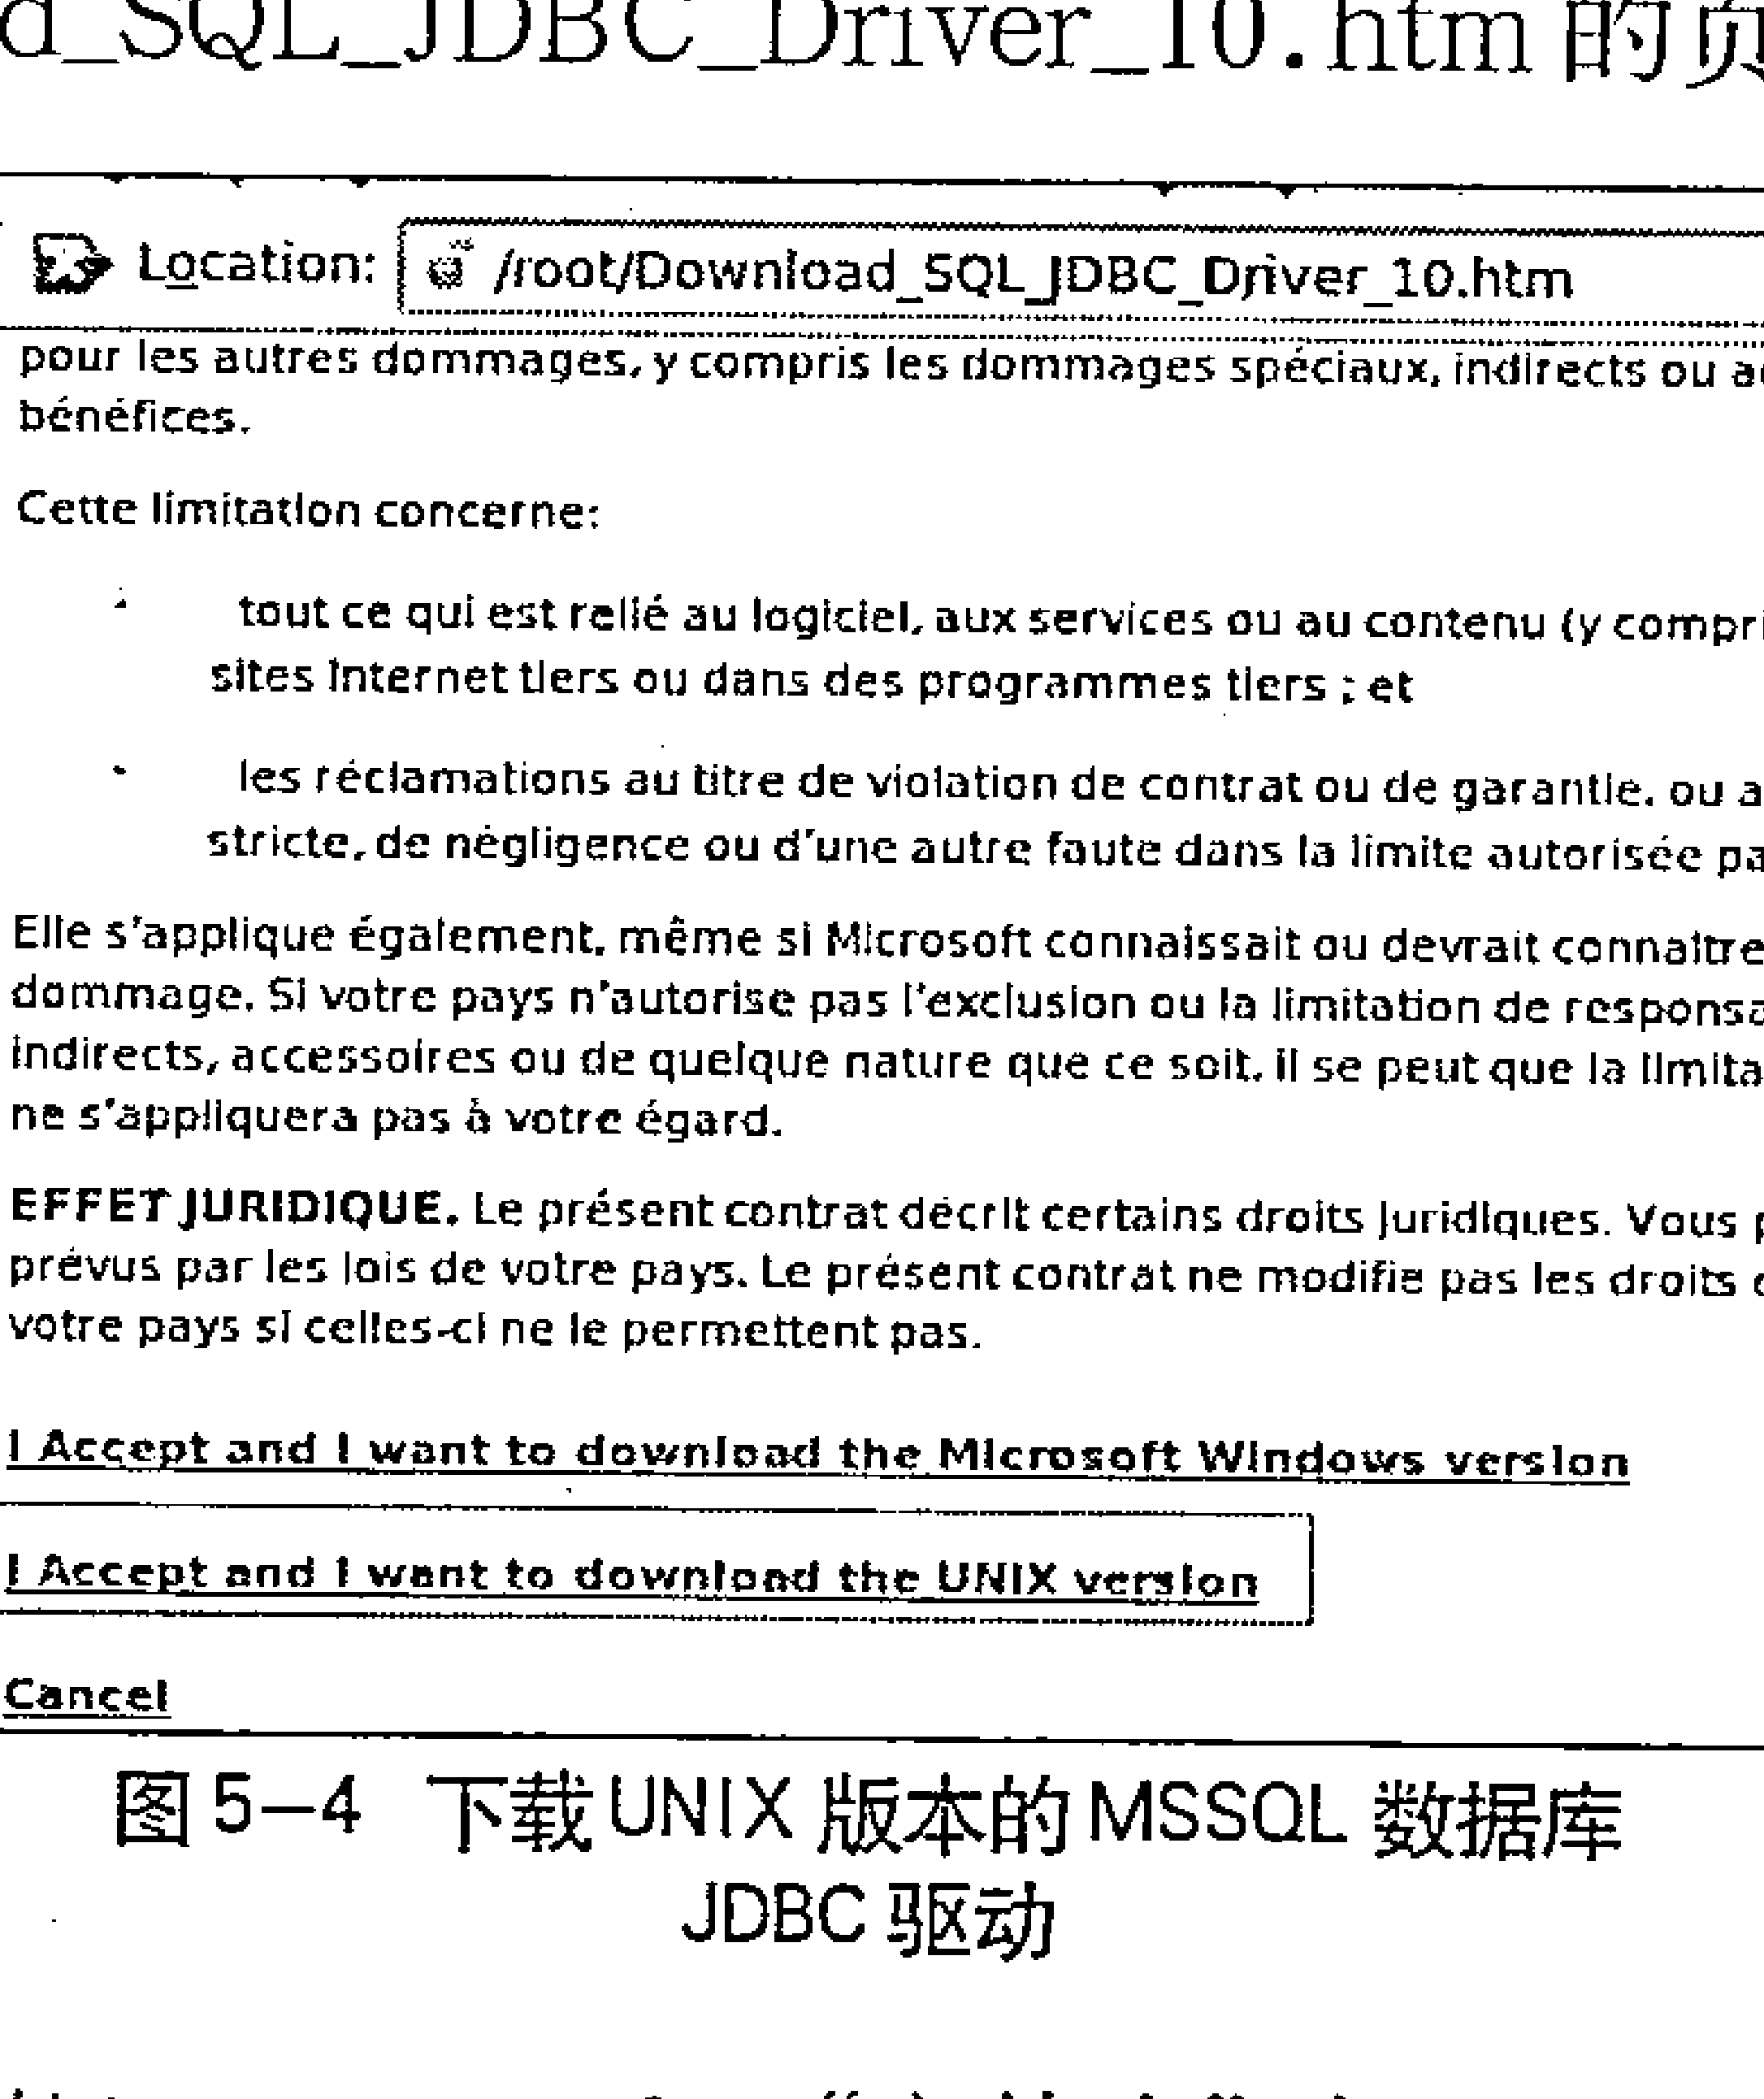 d_SQL_JDBC_Driver_10.htm 的页
Location: /root/Download_SQL_JDBC_Driver_10.htm
pour les autres dommages, y compris les dommages spéciaux, indirects ou
bénéfices.
Cette limitation concerne:
tout ce qui est relié au logiciel, aux services ou au contenu (y compri
sites Internet tiers ou dans des programmes tiers ; et
les réclamations au titre de violation de contrat ou de garantie, ou
stricte, de négligence ou d'une autre faute dans la limite autorisée pa
Elle s'applique également, même si Microsoft connaissait ou devrait connaître
dommage. Si votre pays n'autorise pas l'exclusion ou la limitation de responsa
indirects, accessoires ou de quelque nature que ce soit, il se peut que la limita
ne s'appliquera pas à votre égard.
EFFET JURIDIQUE. Le présent contrat décrit certains droits juridiques. Vous p
prévus par les lois de votre pays. Le présent contrat ne modifie pas les droits
votre pays si celles-ci ne le permettent pas.
I Accept and I want to download the Microsoft Windows version
I Accept and I want to download the UNIX version
Cancel
图 5-4 下载 UNIX 版本的 MSSQL 数据库
JDBC 驱动